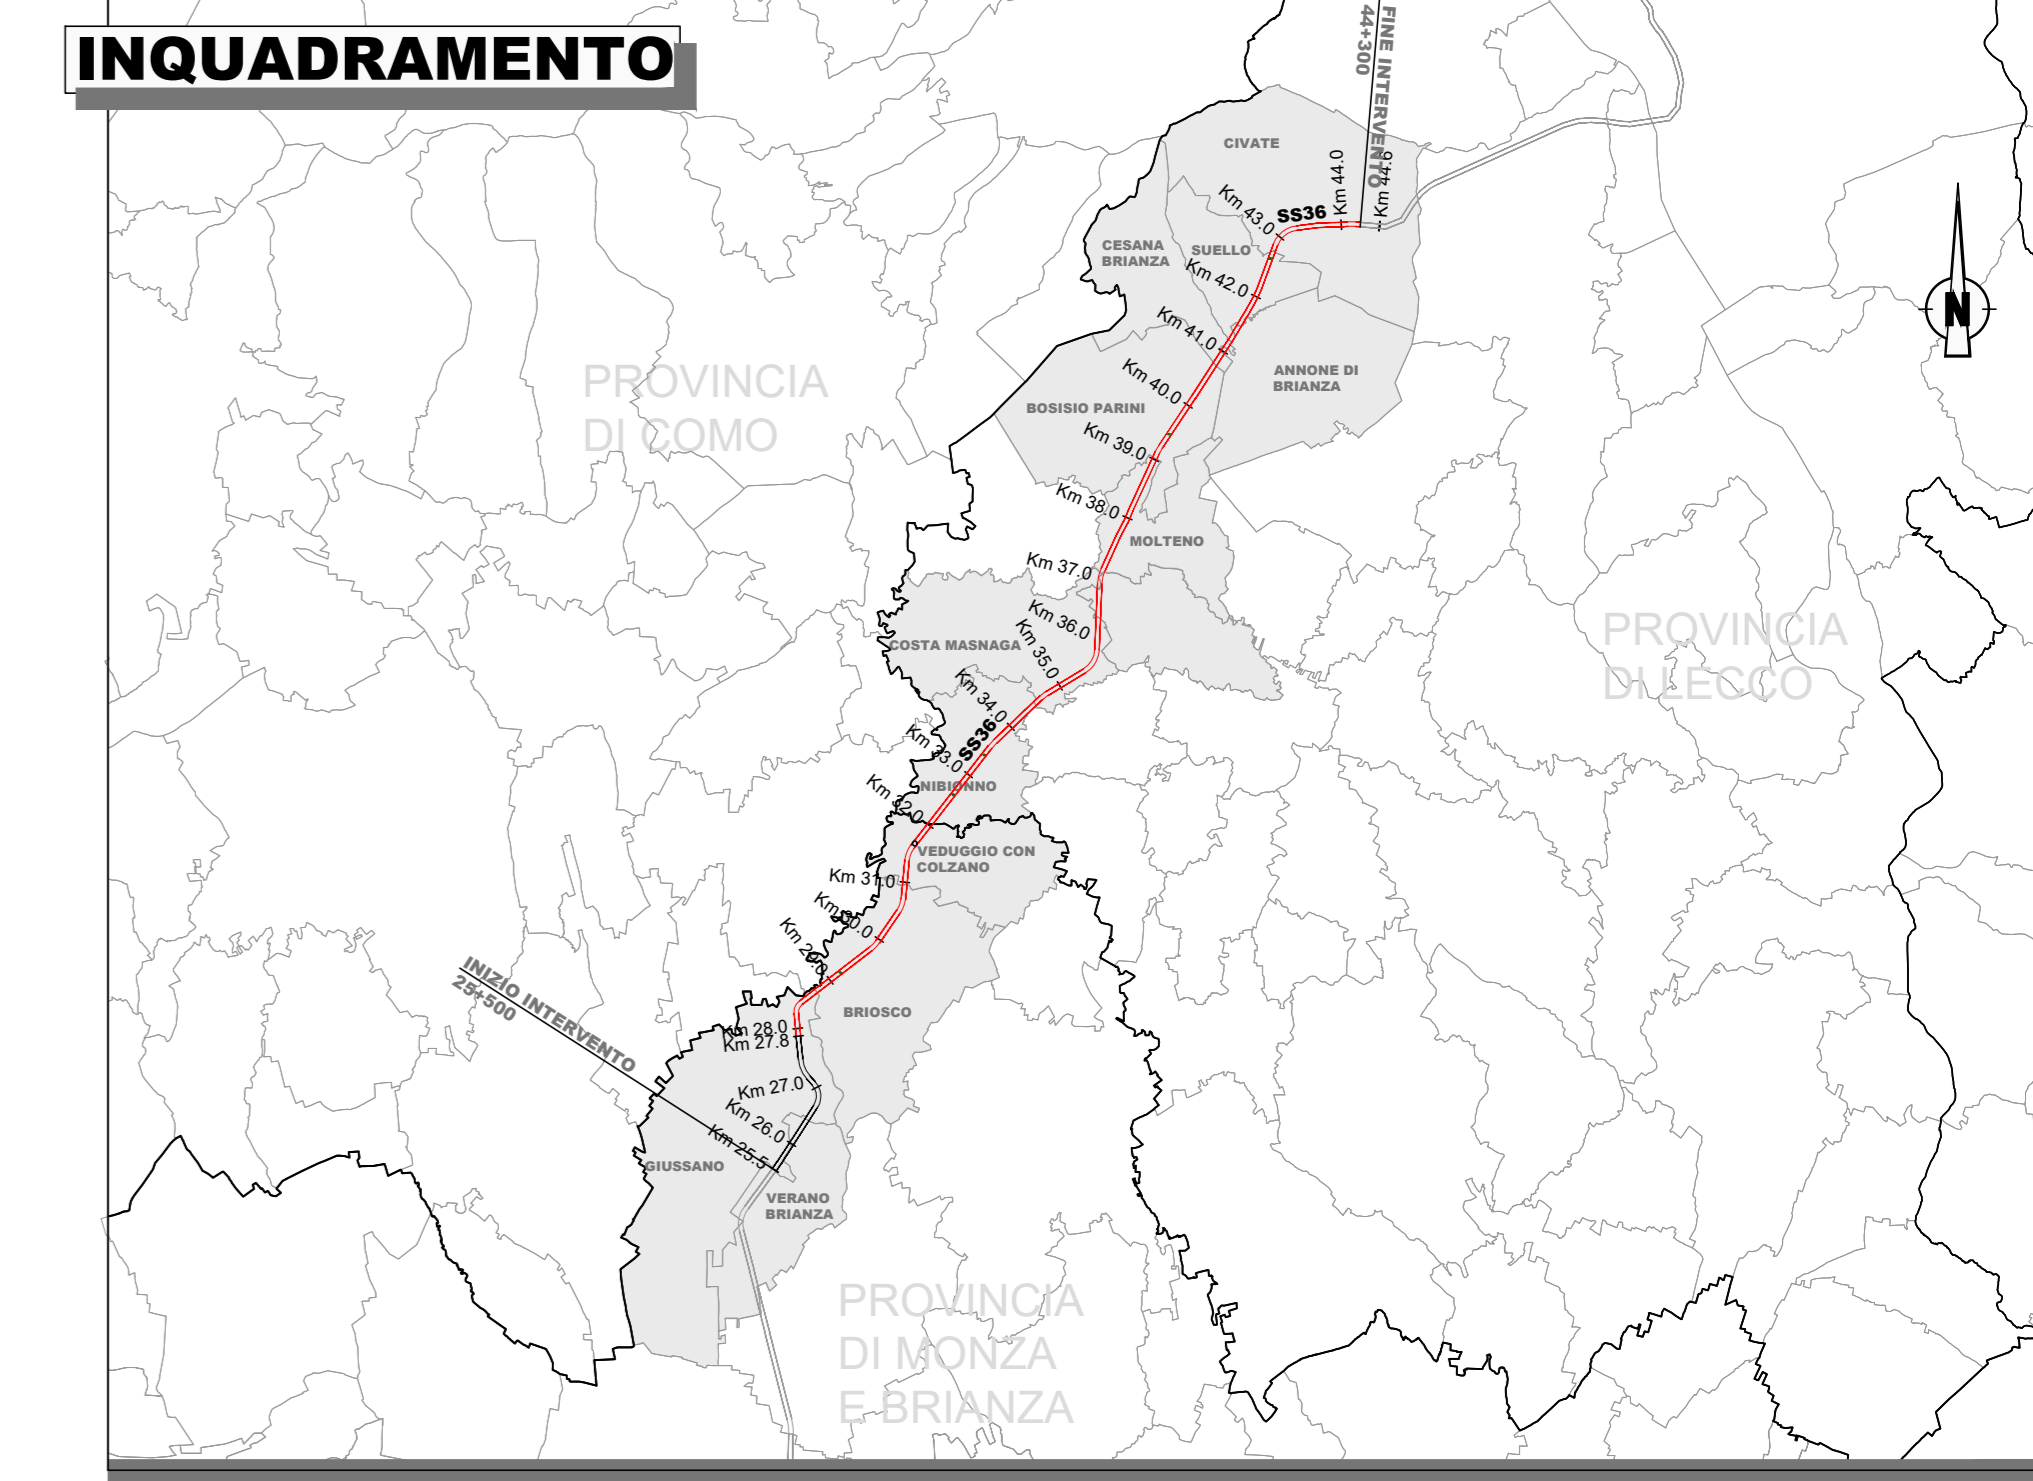 INQUADRAMENTO
FINE INTERVENTO
44+300
CIVATE
Km 44.0
Km 44.6
Km 43.0
SS36
CESANA
BRIANZA
SUELLO
Km 42.0
N
Km 41.0
PROVINCIA
DI COMO
ANNONE DI
BRIANZA
Km 40.0
BOSISIO PARINI
Km 39.0
Km 38.0
MOLTENO
Km 37.0
Km 36.0
PROVINCIA
DI LECCO
COSTA MASNAGA
Km 35.0
Km 34.0
SS36
Km 33.0
NIBIONNO
Km 32.0
VEDUGGIO CON
COLZANO
Km 31.0
Km 30.0
Km 29.0
INIZIO INTERVENTO
25+500
BRIOSCO
Km 28.0
Km 27.8
Km 27.0
Km 26.0
Km 25.5
GIUSSANO
VERANO
BRIANZA
PROVINCIA
DI MONZA
E BRIANZA